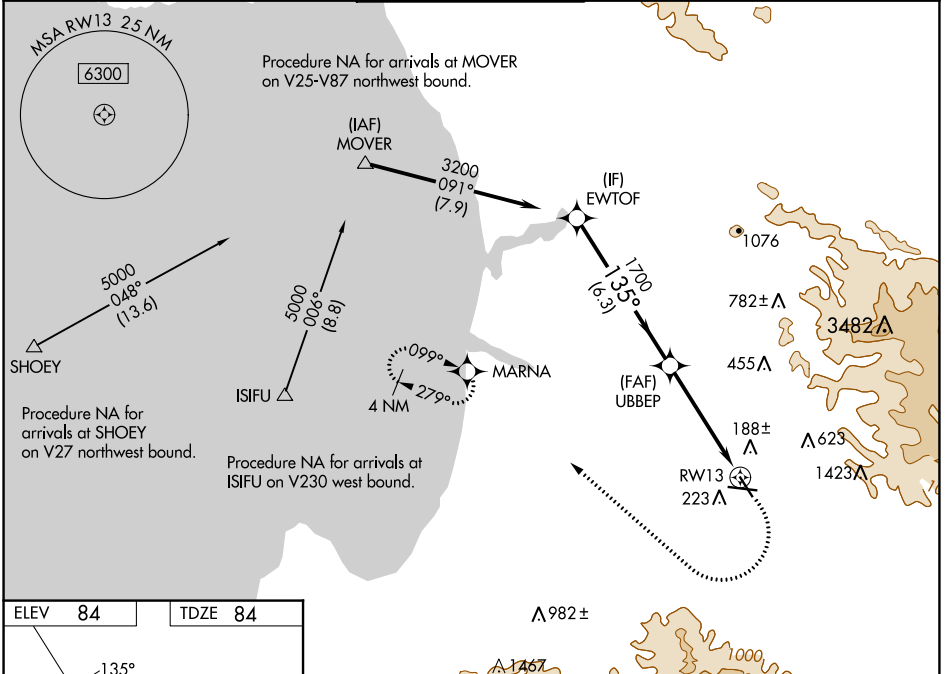 MSA RW13 25 NM
6300
Procedure NA for arrivals at MOVER
on V25-V87 northwest bound.
(IAF)
MOVER
3200
091°
(7.9)
(IF)
EWTOF
1076
5000
048°
(13.6)
SHOEY
5000
006°
(8.8)
ISIFU
1700
135°
(6.3)
782±
3482
455
099°
279°
4 NM
MARNA
(FAF)
UBBEP
Procedure NA for
arrivals at SHOEY
on V27 northwest bound.
Procedure NA for arrivals at
ISIFU on V230 west bound.
188±
623
1423
RW13
223
ELEV 84
TDZE 84
135°
982±
1467
1000